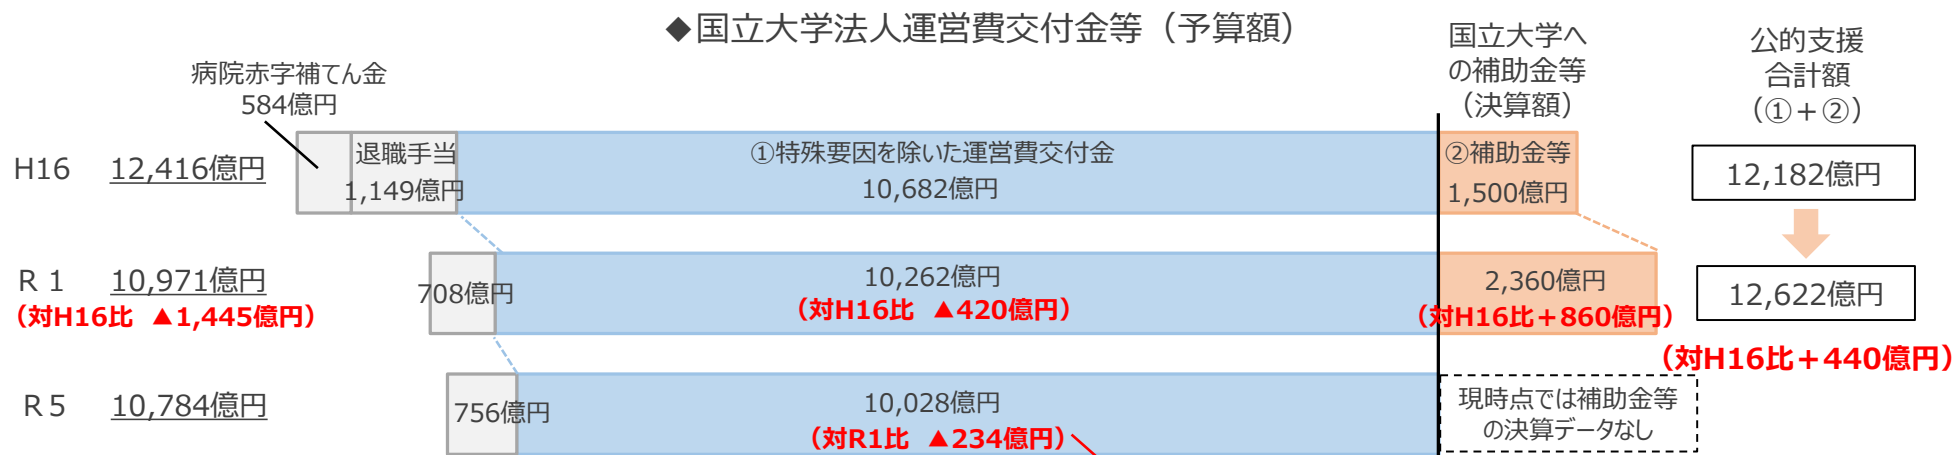 ◆国立大学法人運営費交付金等（予算額）
国立大学へ
の補助金等
（決算額）
公的支援
合計額
（①＋②）
病院赤字補てん金
584億円
H16 12,416億円
退職手当
1,149億円
①特殊要因を除いた運営費交付金
10,682億円
②補助金等
1,500億円
12,182億円
R１ 10,971億円
（対H16比 ▲1,445億円）
708億円
10,262億円
（対H16比 ▲420億円）
2,360億円
（対H16比＋860億円）
12,622億円
（対H16比＋440億円）
R５ 10,784億円
756億円
10,028億円
（対R1比 ▲234億円）
現時点では補助金等
の決算データなし